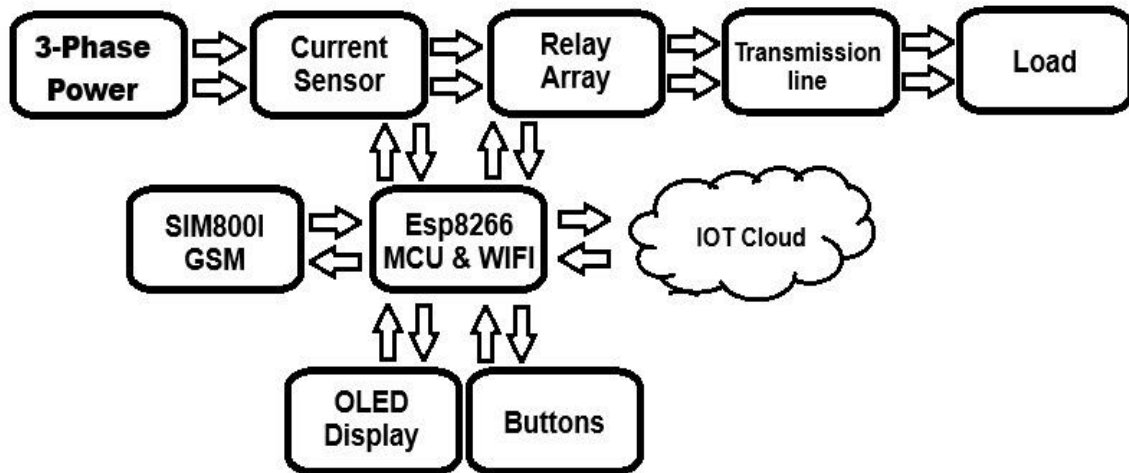 3-Phase
Power
Current
Sensor
Relay
Array
Transmission
line
Load
SIM800l
GSM
Esp8266
MCU & WIFI
IOT Cloud
OLED
Display
Buttons